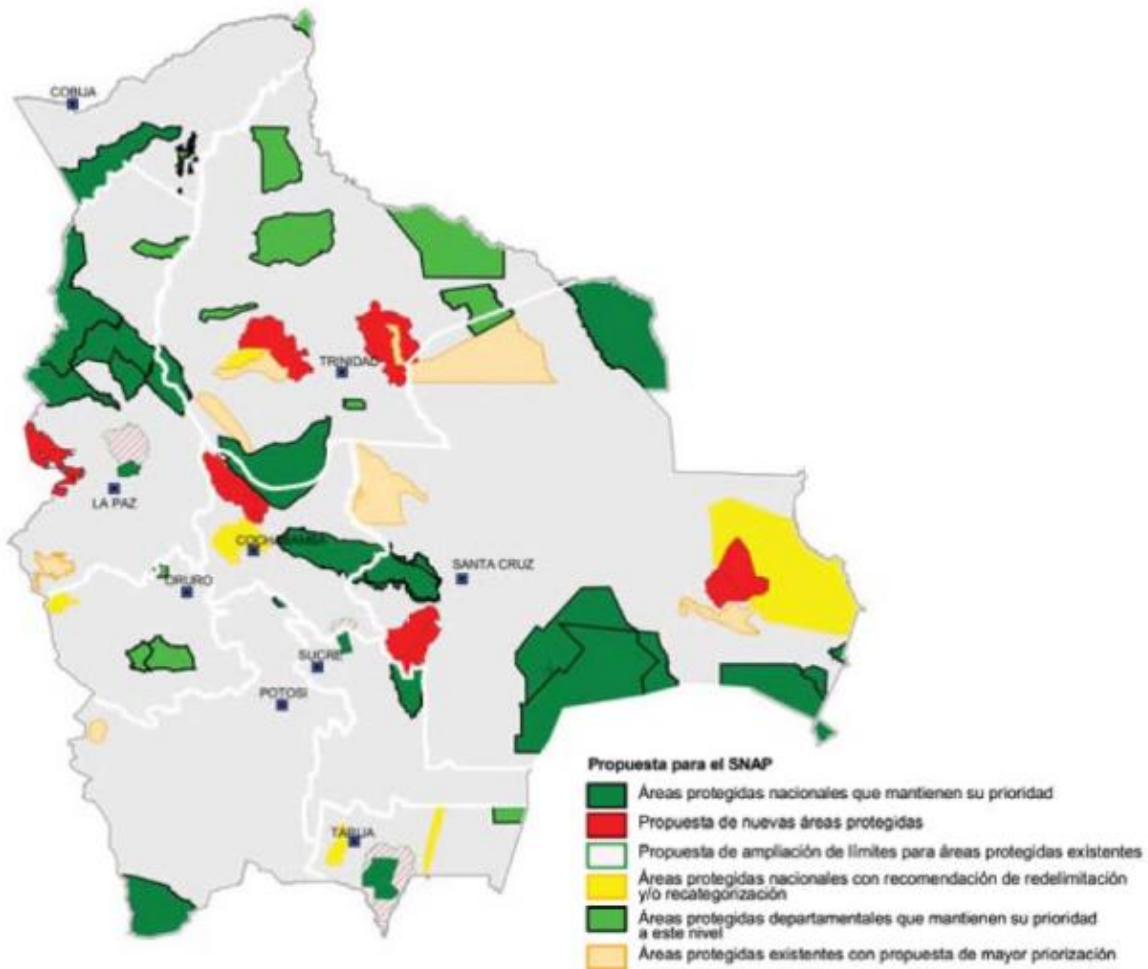 COBIJA
TRINIDAD
LA PAZ
COCHABAMBA
SANTA CRUZ
ORURO
SUCRE
POTOSI
TARIJA
Propuesta para el SNAP
Áreas protegidas nacionales que mantienen su prioridad
Propuesta de nuevas áreas protegidas
Propuesta de ampliación de límites para áreas protegidas existentes
Áreas protegidas nacionales con recomendación de redelimitación
y/o recategorización
Áreas protegidas departamentales que mantienen su prioridad
a este nivel
Áreas protegidas existentes con propuesta de mayor priorización